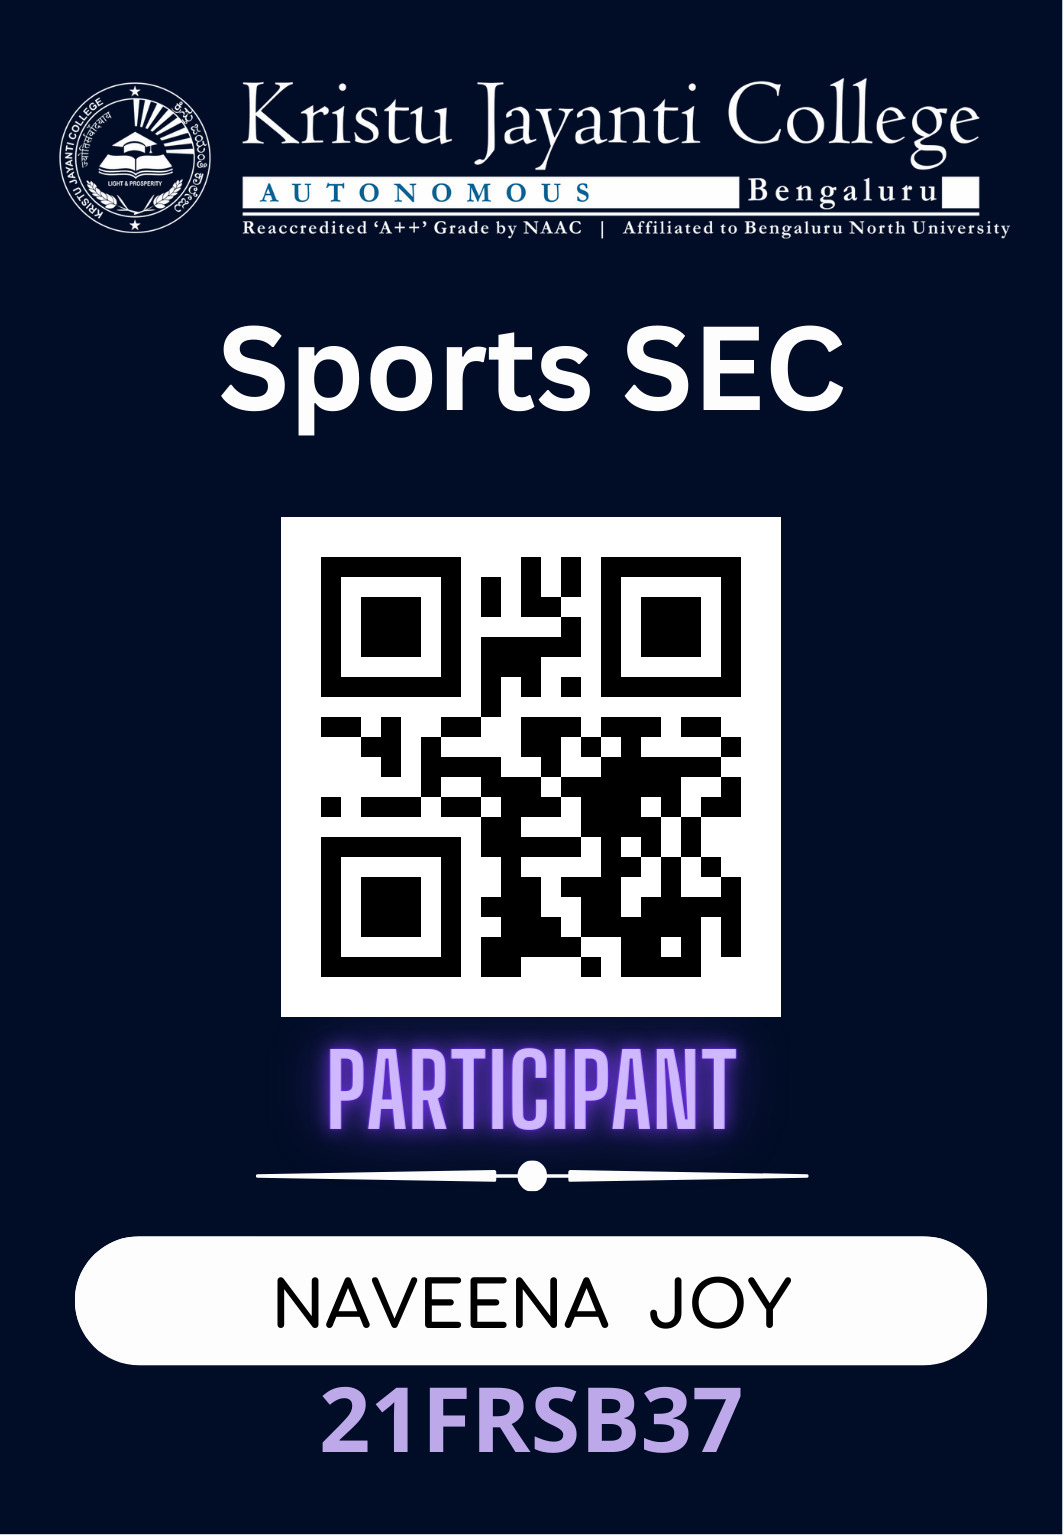 Kristu Jayanti College
AUTONOMOUS Bengaluru
Reaccredited ‘A++’ Grade by NAAC | Affiliated to Bengaluru North University
KRISTU JAYANTI COLLEGE
LIGHT & PROSPERITY
Sports SEC
PARTICIPANT
NAVEENA JOY
21FRSB37